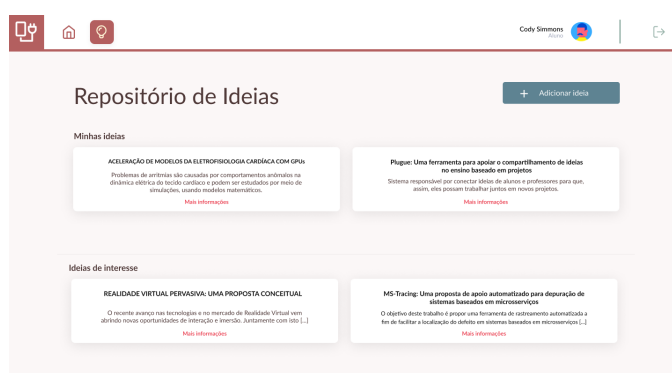 Cody Simmons
Aluno
Repositório de Ideias
+ Adicionar ideia
Minhas ideias
ACELERAÇÃO DE MODELOS DA ELETROFISIOLOGIA CARDÍACA COM GPUs
Problemas de arritmias são causadas por comportamentos anômalos na
dinâmica elétrica do tecido cardíaco e podem ser estudados por meio de
simulações, usando modelos matemáticos.
Mais informações
Plugue: Uma ferramenta para apoiar o compartilhamento de ideias
no ensino baseado em projetos
Sistema responsável por conectar ideias de alunos e professores para que,
assim, eles possam trabalhar juntos em novos projetos.
Mais informações
Ideias de interesse
REALIDADE VIRTUAL PERVASIVA: UMA PROPOSTA CONCEITUAL
O recente avanço nas tecnologias e no mercado de Realidade Virtual vem
abrindo novas oportunidades de interação e imersão. Juntamente com isto [...]
Mais informações
MS-Tracing: Uma proposta de apoio automatizado para depuração de
sistemas baseados em microsserviços
O objetivo deste trabalho é propor uma ferramenta de rastreamento automatizada a
fim de facilitar a localização do defeito em sistemas baseados em microsserviços [...]
Mais informações